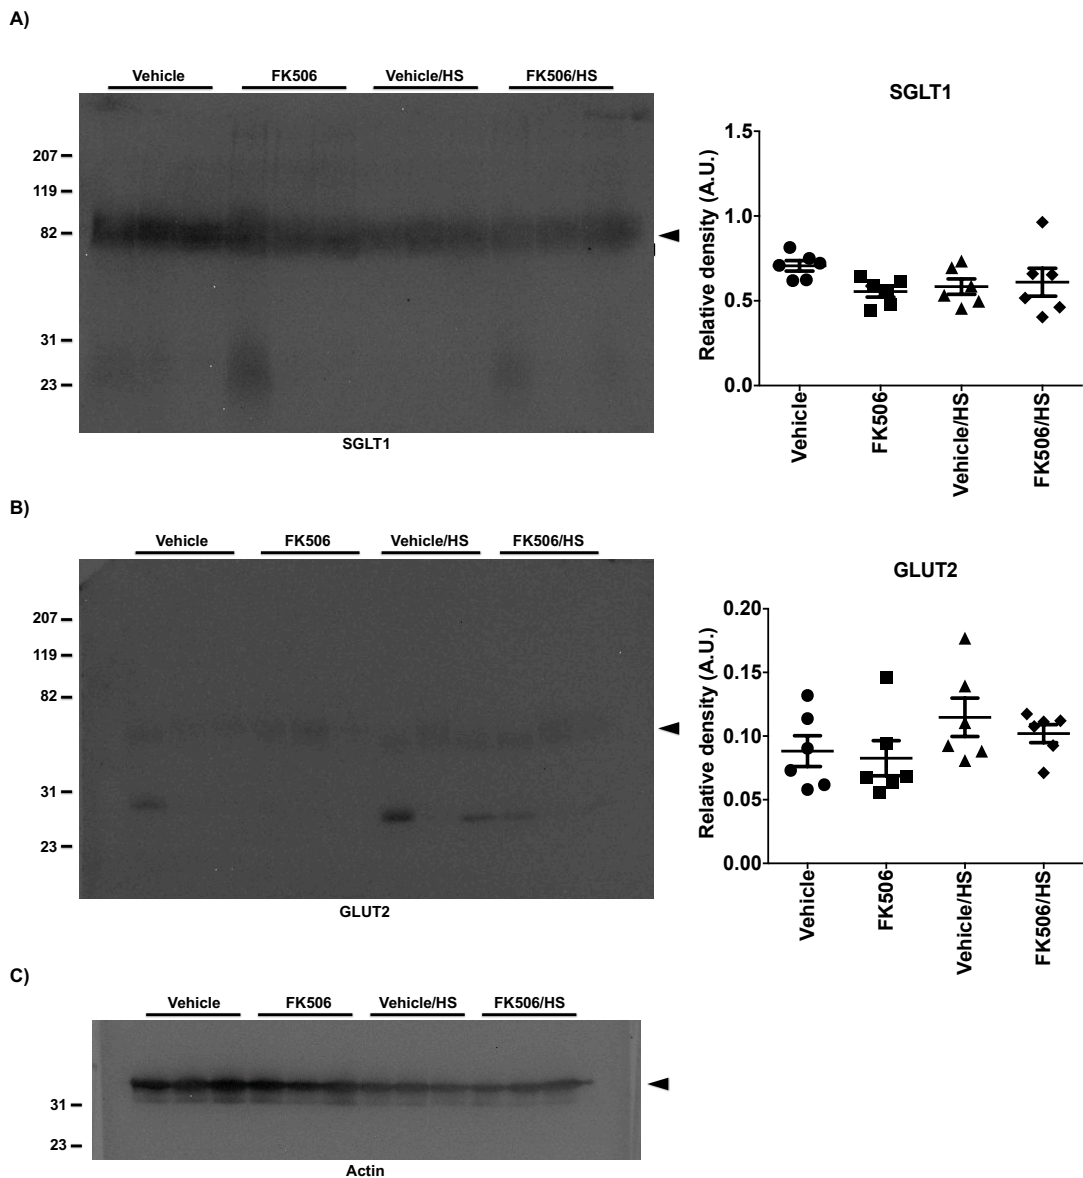 A)
Vehicle FK506 Vehicle/HS FK506/HS
207
119
82
31
23
SGLT1
SGLT1
Relative density (A.U.)
1.5
1.0
0.5
0.0
Vehicle
FK506
Vehicle/HS
FK506/HS
B)
Vehicle FK506 Vehicle/HS FK506/HS
207
119
82
31
23
GLUT2
GLUT2
Relative density (A.U.)
0.20
0.15
0.10
0.05
0.00
Vehicle
FK506
Vehicle/HS
FK506/HS
C)
Vehicle FK506 Vehicle/HS FK506/HS
31
23
Actin